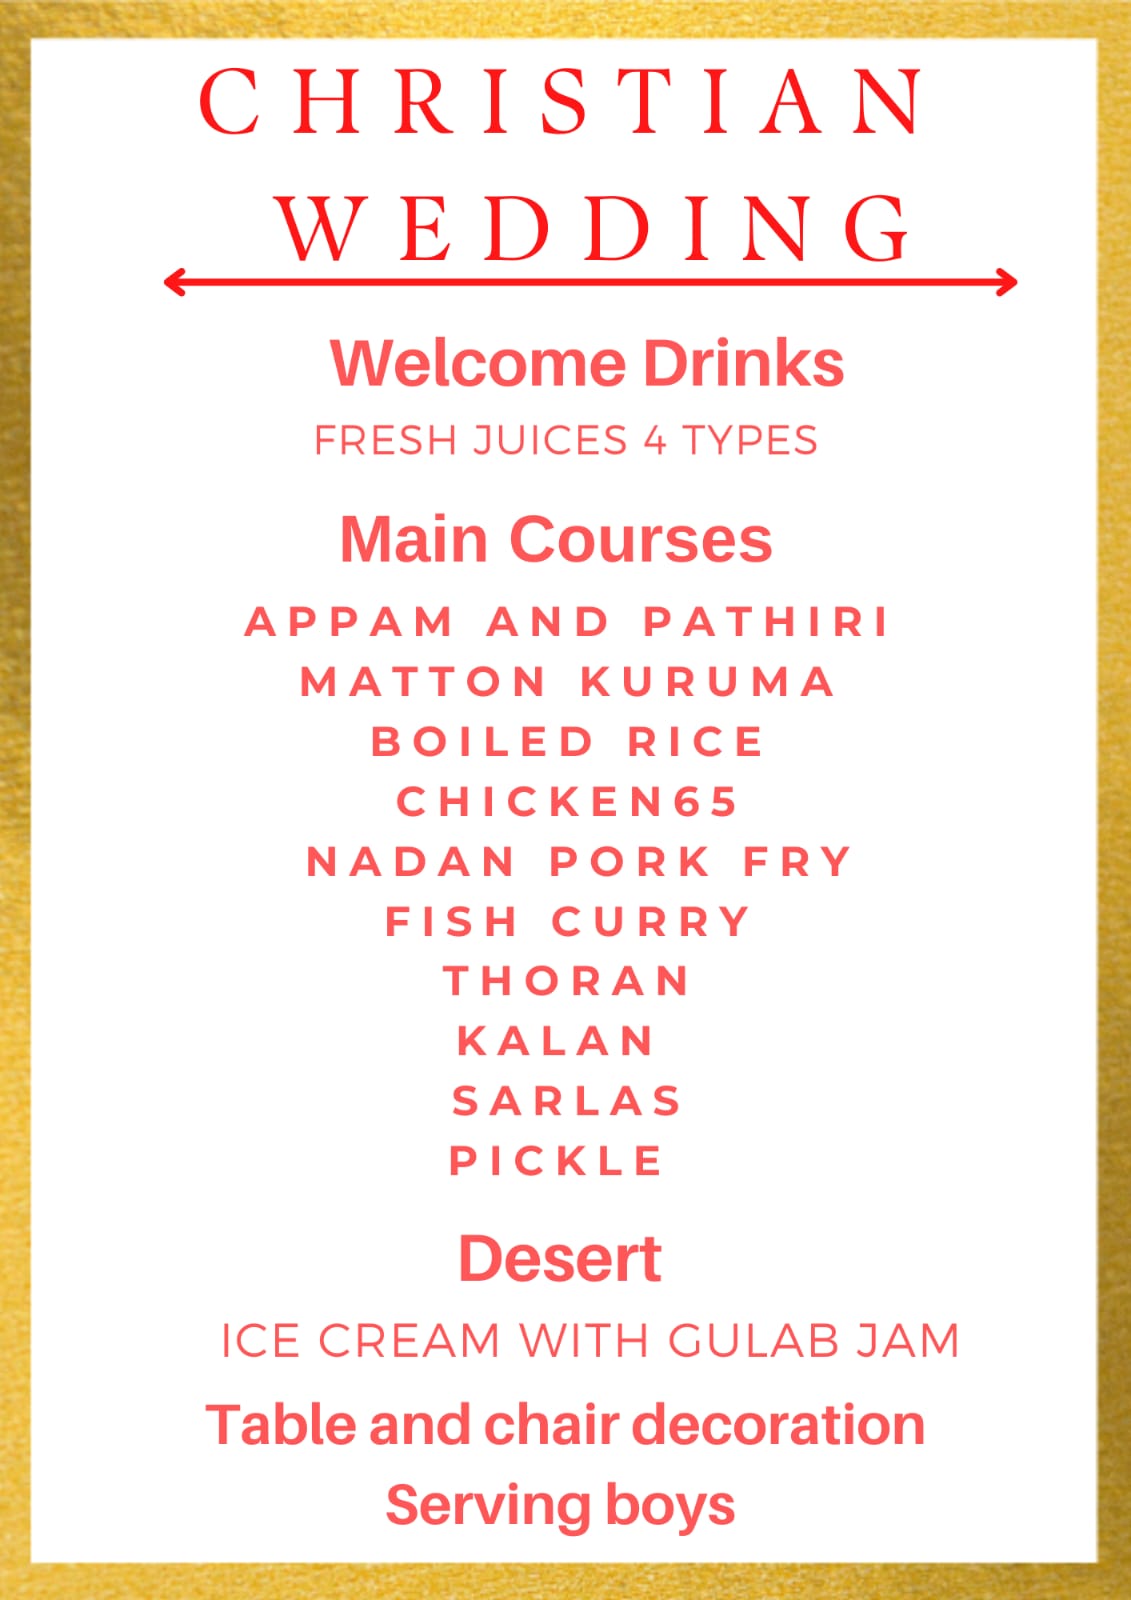 CHRISTIAN
WEDDING
Welcome Drinks
FRESH JUICES 4 TYPES
Main Courses
APPAM AND PATHIRI
MATTON KURUMA
BOILED RICE
CHICKEN65
NADAN PORK FRY
FISH CURRY
THORAN
KALAN
SARLAS
PICKLE
Desert
ICE CREAM WITH GULAB JAM
Table and chair decoration
Serving boys